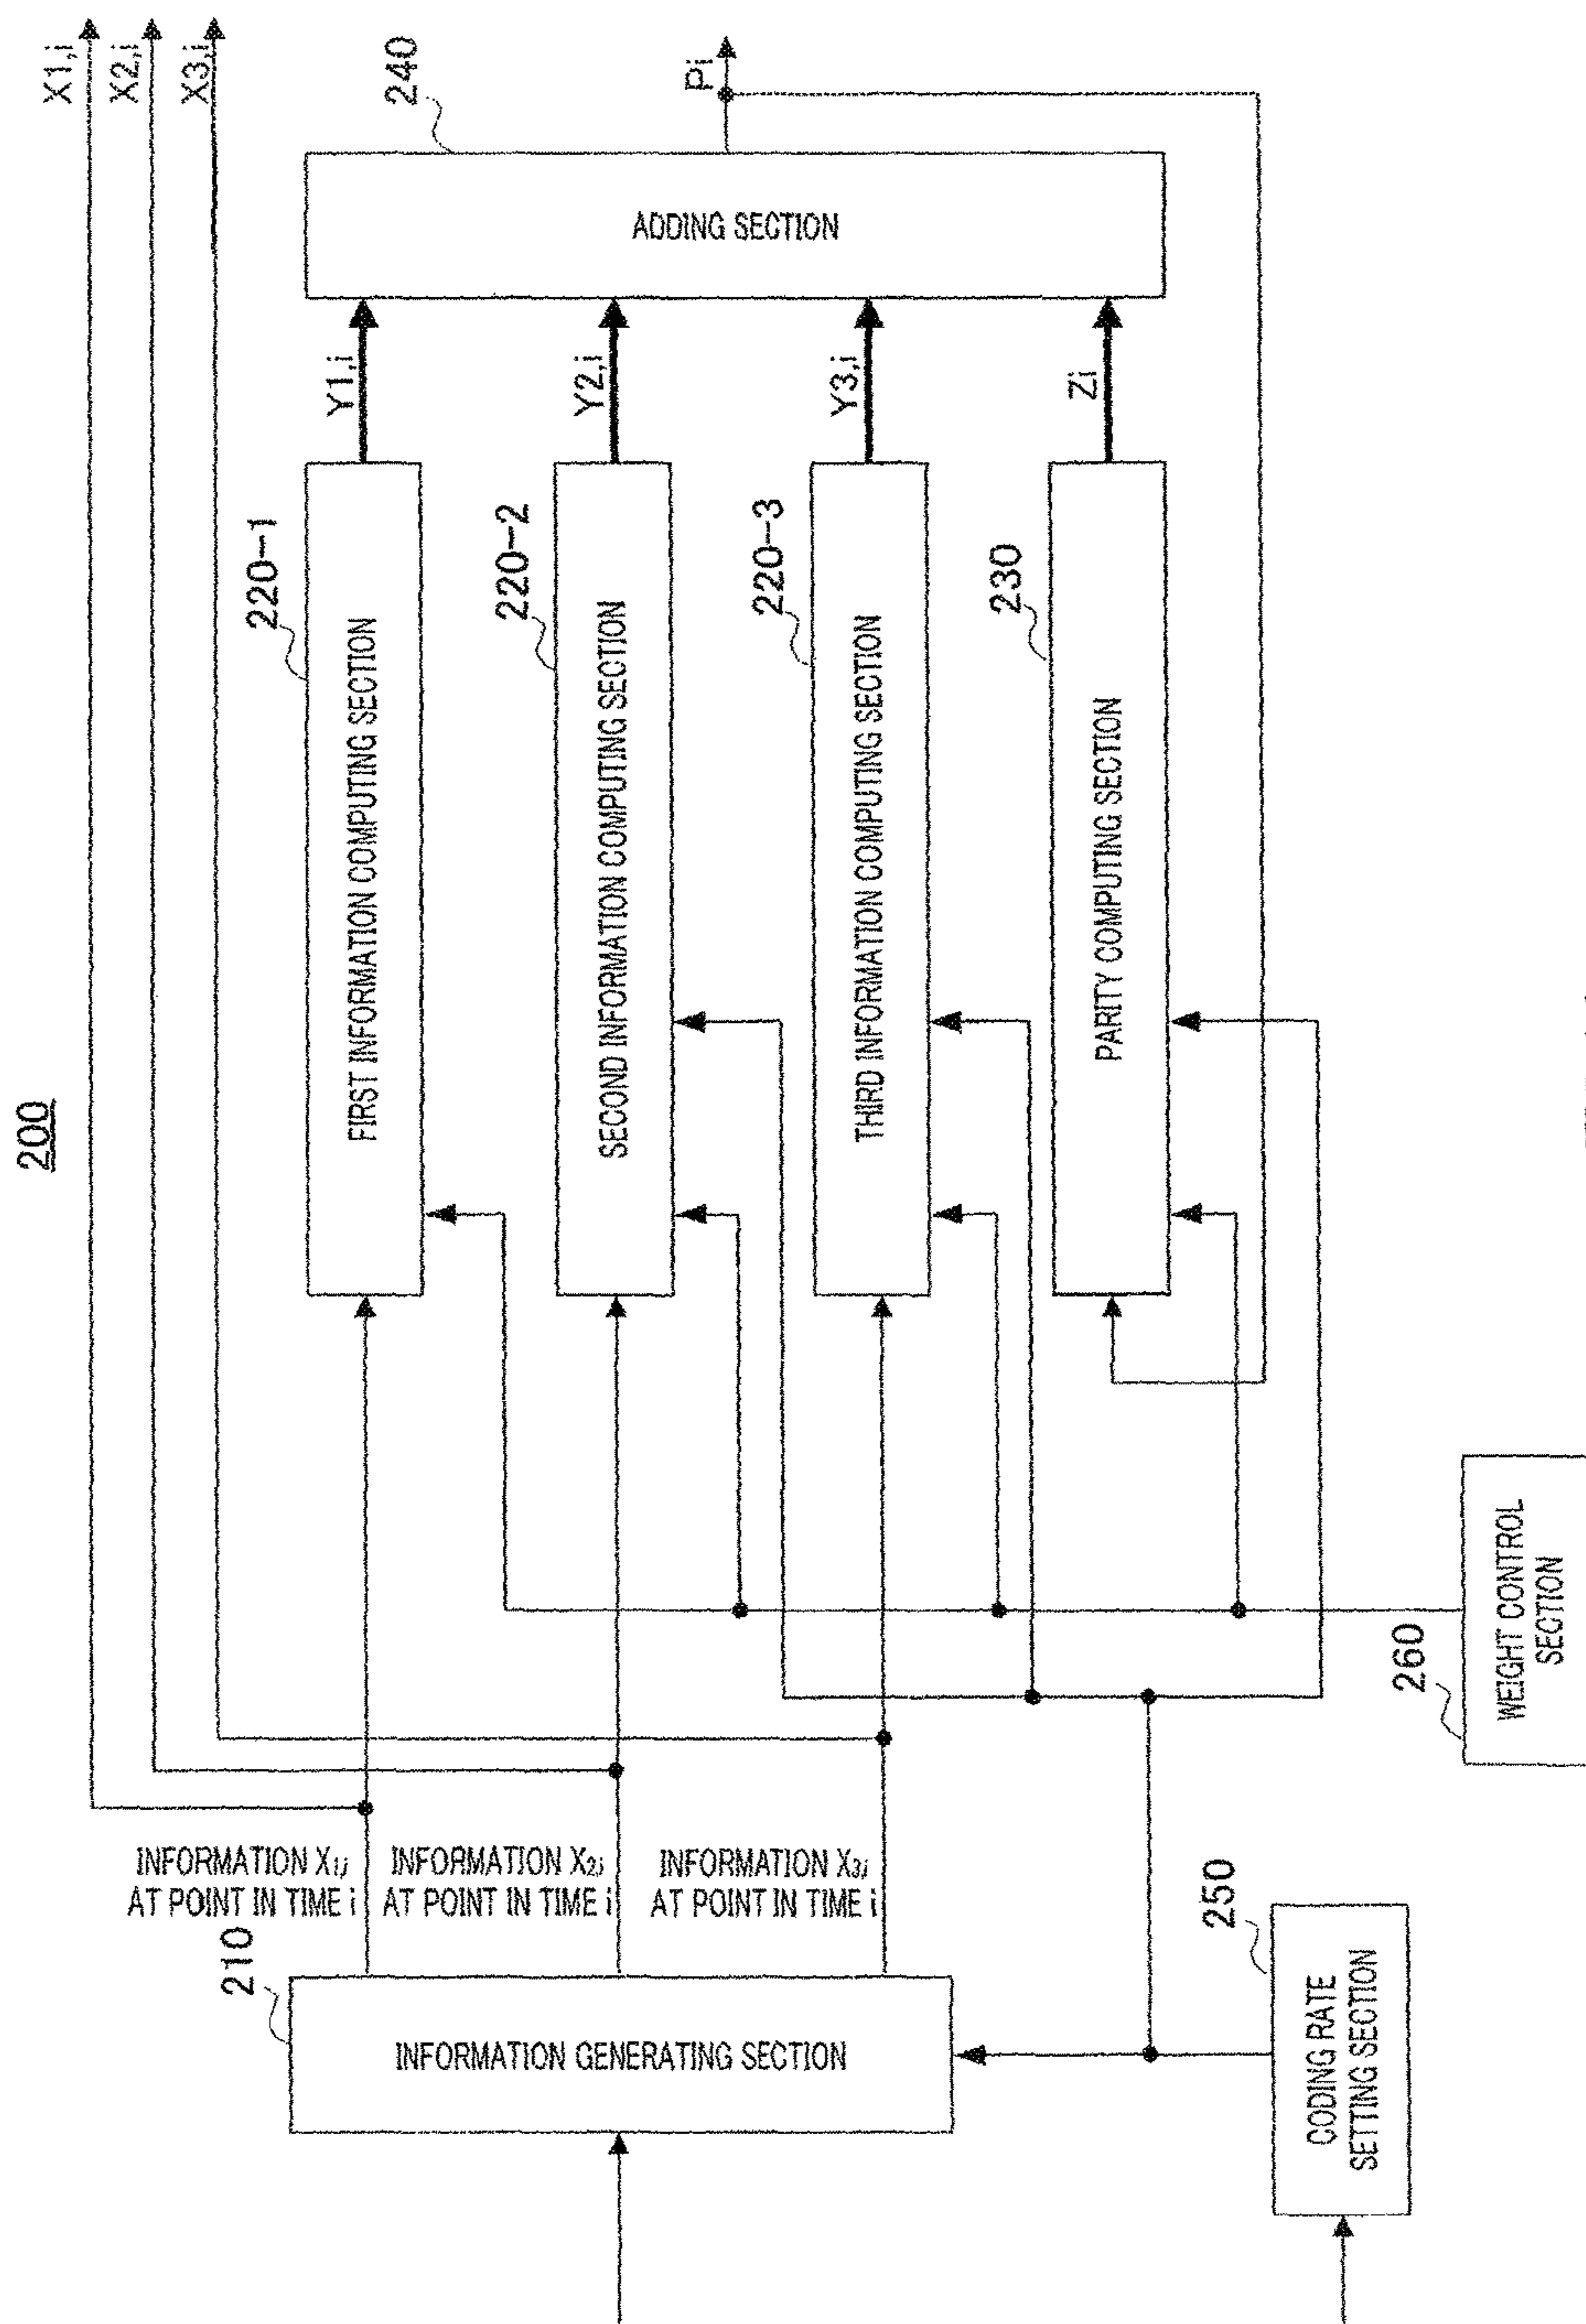 200
X1,i
X2,i
X3,i
240
Pi
ADDING SECTION
Y1,i
Y2,i
Y3,i
Zi
220-1
FIRST INFORMATION COMPUTING SECTION
220-2
SECOND INFORMATION COMPUTING SECTION
220-3
THIRD INFORMATION COMPUTING SECTION
230
PARITY COMPUTING SECTION
INFORMATION X1,i
AT POINT IN TIME i
INFORMATION X2,i
AT POINT IN TIME i
INFORMATION X3,i
AT POINT IN TIME i
210
INFORMATION GENERATING SECTION
250
CODING RATE
SETTING SECTION
260
WEIGHT CONTROL
SECTION